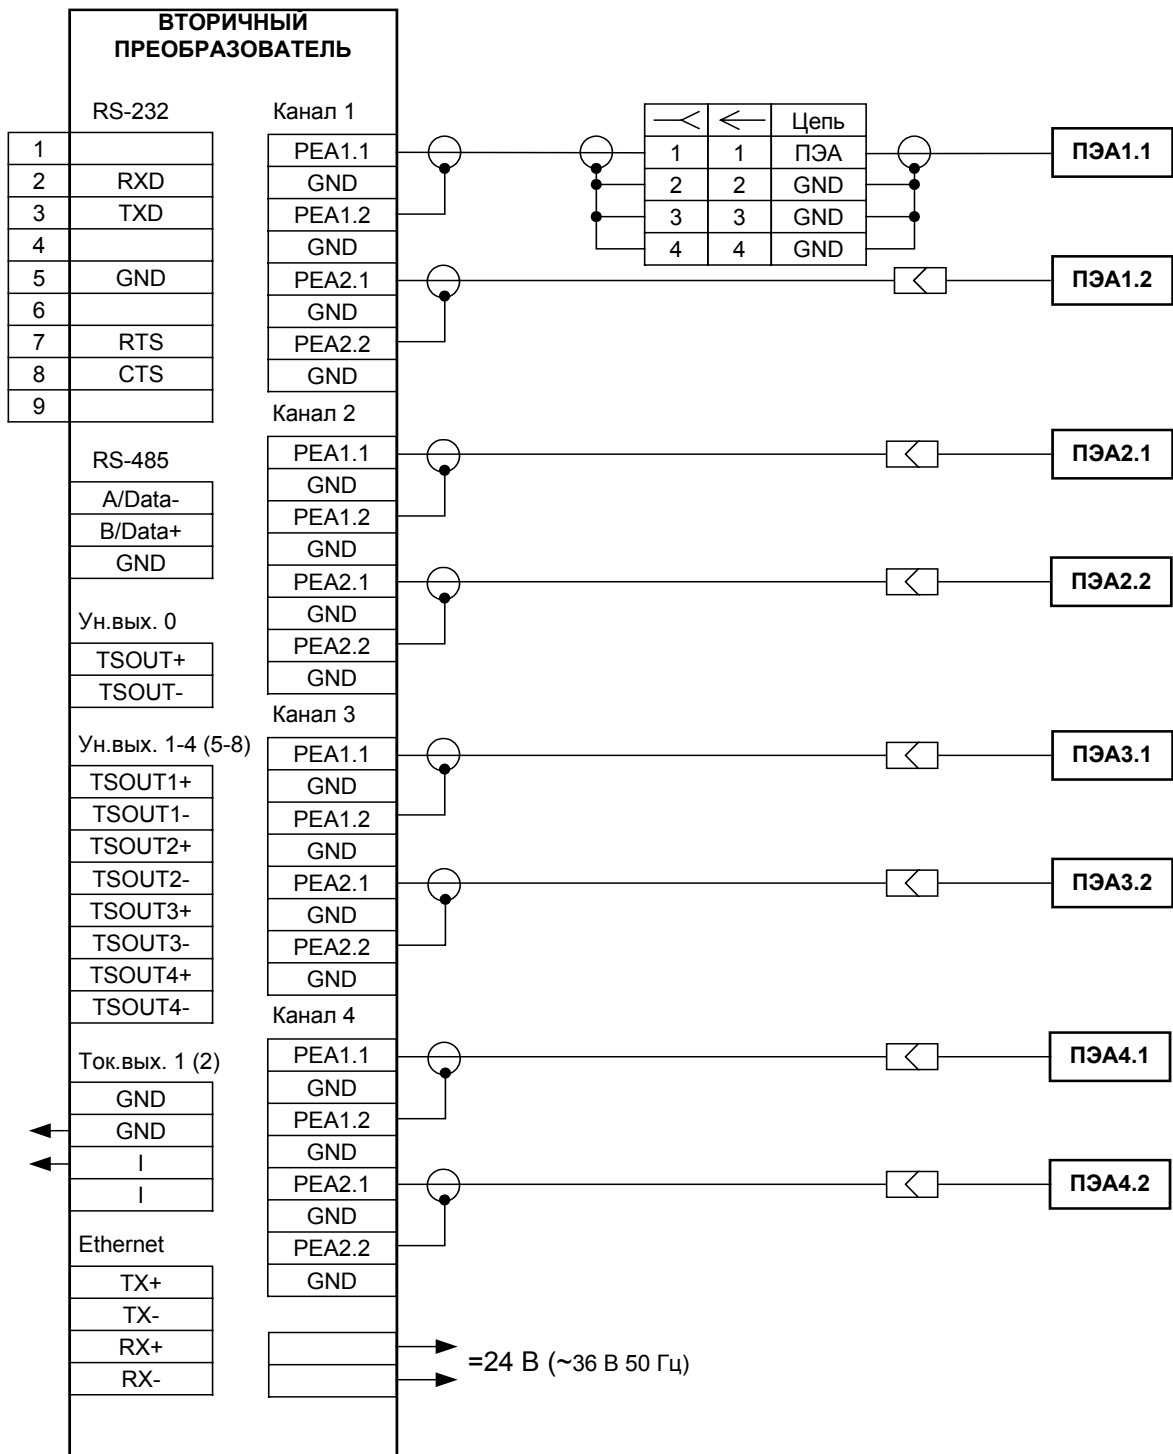 ВТОРИЧНЫЙ
ПРЕОБРАЗОВАТЕЛЬ
RS-232
1
2 RXD
3 TXD
4
5 GND
6
7 RTS
8 CTS
9
RS-485
A/Data-
B/Data+
GND
Ун.вых. 0
TSOUT+
TSOUT-
Ун.вых. 1-4 (5-8)
TSOUT1+
TSOUT1-
TSOUT2+
TSOUT2-
TSOUT3+
TSOUT3-
TSOUT4+
TSOUT4-
Ток.вых. 1 (2)
GND
GND
I
I
Ethernet
TX+
TX-
RX+
RX-
Канал 1
PEA1.1
GND
PEA1.2
GND
PEA2.1
GND
PEA2.2
GND
Канал 2
PEA1.1
GND
PEA1.2
GND
PEA2.1
GND
PEA2.2
GND
Канал 3
PEA1.1
GND
PEA1.2
GND
PEA2.1
GND
PEA2.2
GND
Канал 4
PEA1.1
GND
PEA1.2
GND
PEA2.1
GND
PEA2.2
GND
=24 В (~36 В 50 Гц)
Цепь
1 1 ПЭА
2 2 GND
3 3 GND
4 4 GND
ПЭА1.1
ПЭА1.2
ПЭА2.1
ПЭА2.2
ПЭА3.1
ПЭА3.2
ПЭА4.1
ПЭА4.2